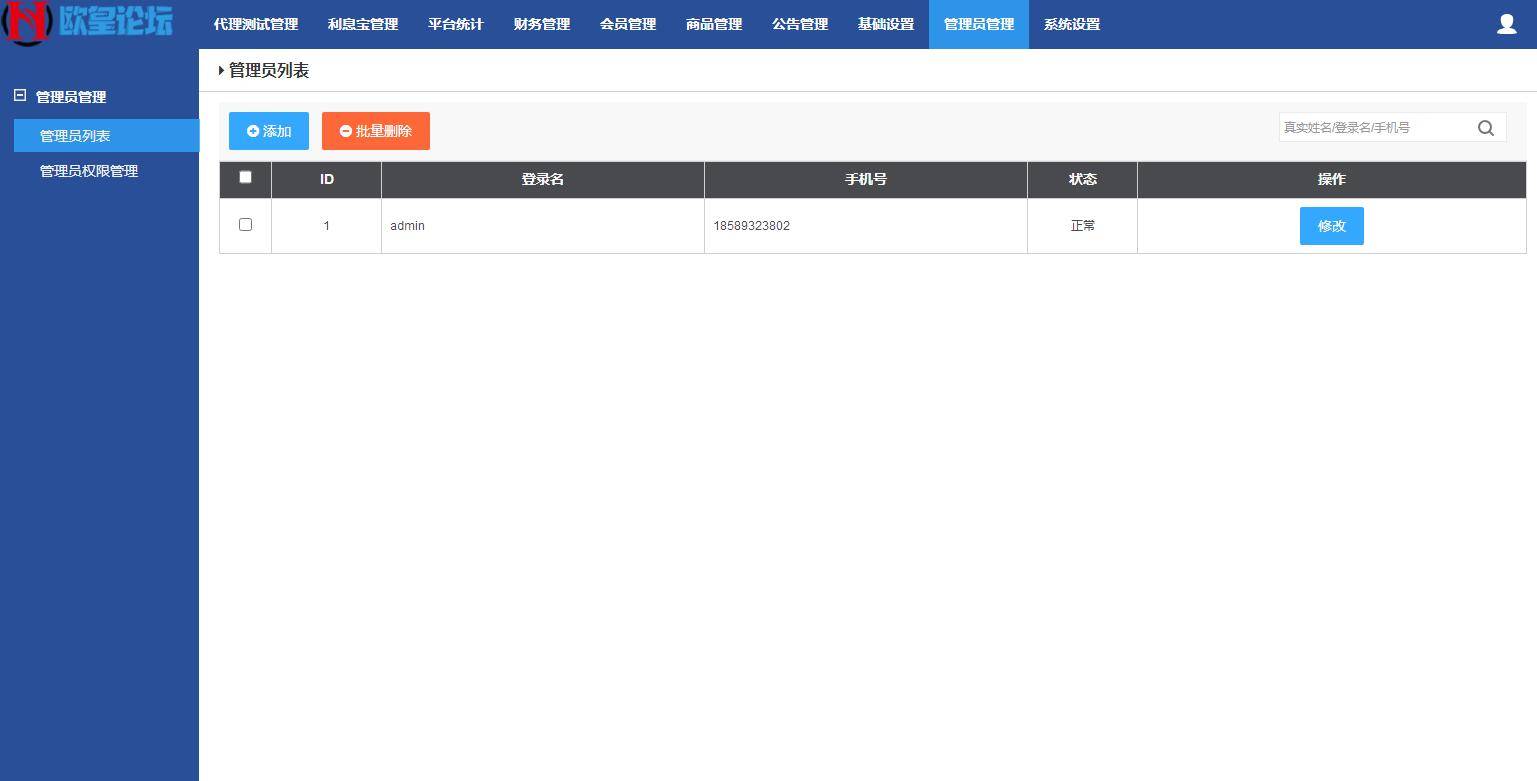 欧皇论坛
代理测试管理 利息宝管理 平台统计 财务管理 会员管理 商品管理 公告管理 基础设置 管理员管理 系统设置
管理员管理
管理员列表
管理员权限管理
管理员列表
添加 批量删除 真实姓名/登录名/手机号
ID 登录名 手机号 状态 操作
1 admin 18589323802 正常 修改